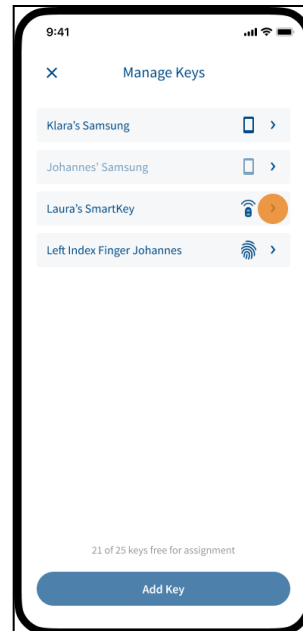 9:41
Manage Keys
Klara's Samsung
Johannes' Samsung
Laura's SmartKey
Left Index Finger Johannes
21 of 25 keys free for assignment
Add Key